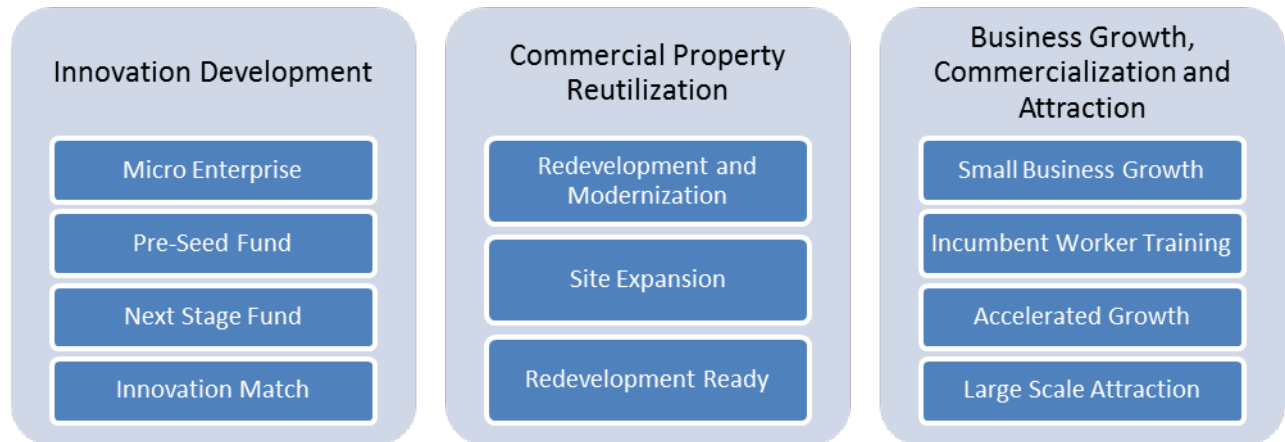 Innovation Development
Micro Enterprise
Pre-Seed Fund
Next Stage Fund
Innovation Match
Commercial Property
Reutilization
Redevelopment and
Modernization
Site Expansion
Redevelopment Ready
Business Growth,
Commercialization and
Attraction
Small Business Growth
Incumbent Worker Training
Accelerated Growth
Large Scale Attraction